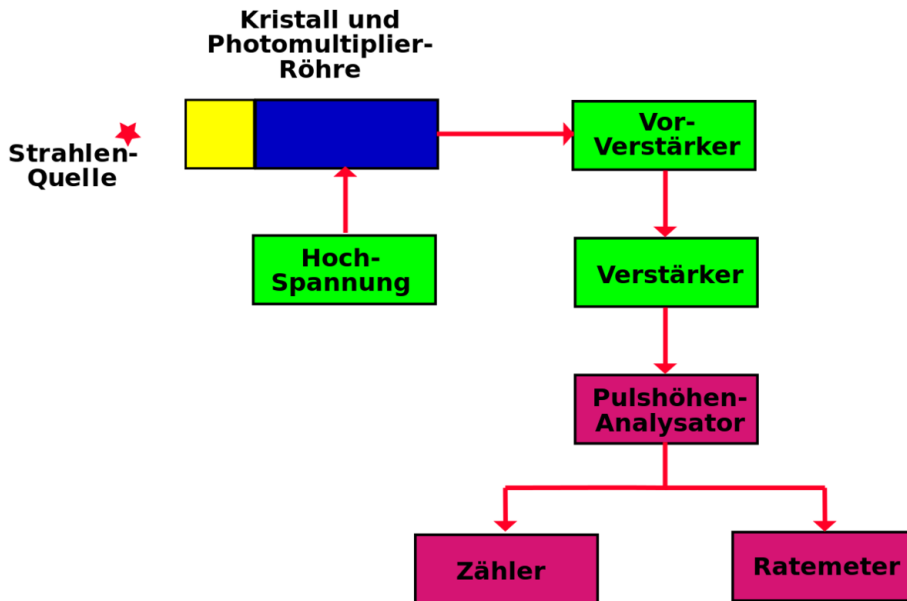 Kristall und
Photomultiplier-
Röhre
Strahlen-
Quelle
Vor-
Verstärker
Hoch-
Spannung
Verstärker
Pulshöhen-
Analysator
Zähler
Ratemeter